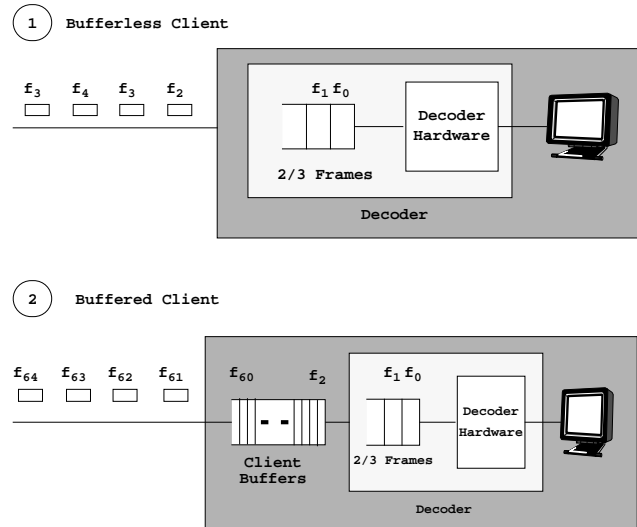 1 Bufferless Client
f3 f4 f3 f2
f1 f0
Decoder
Hardware
2/3 Frames
Decoder
2 Buffered Client
f64 f63 f62 f61
f60 f2
f1 f0
Decoder
Hardware
Client
Buffers
2/3 Frames
Decoder